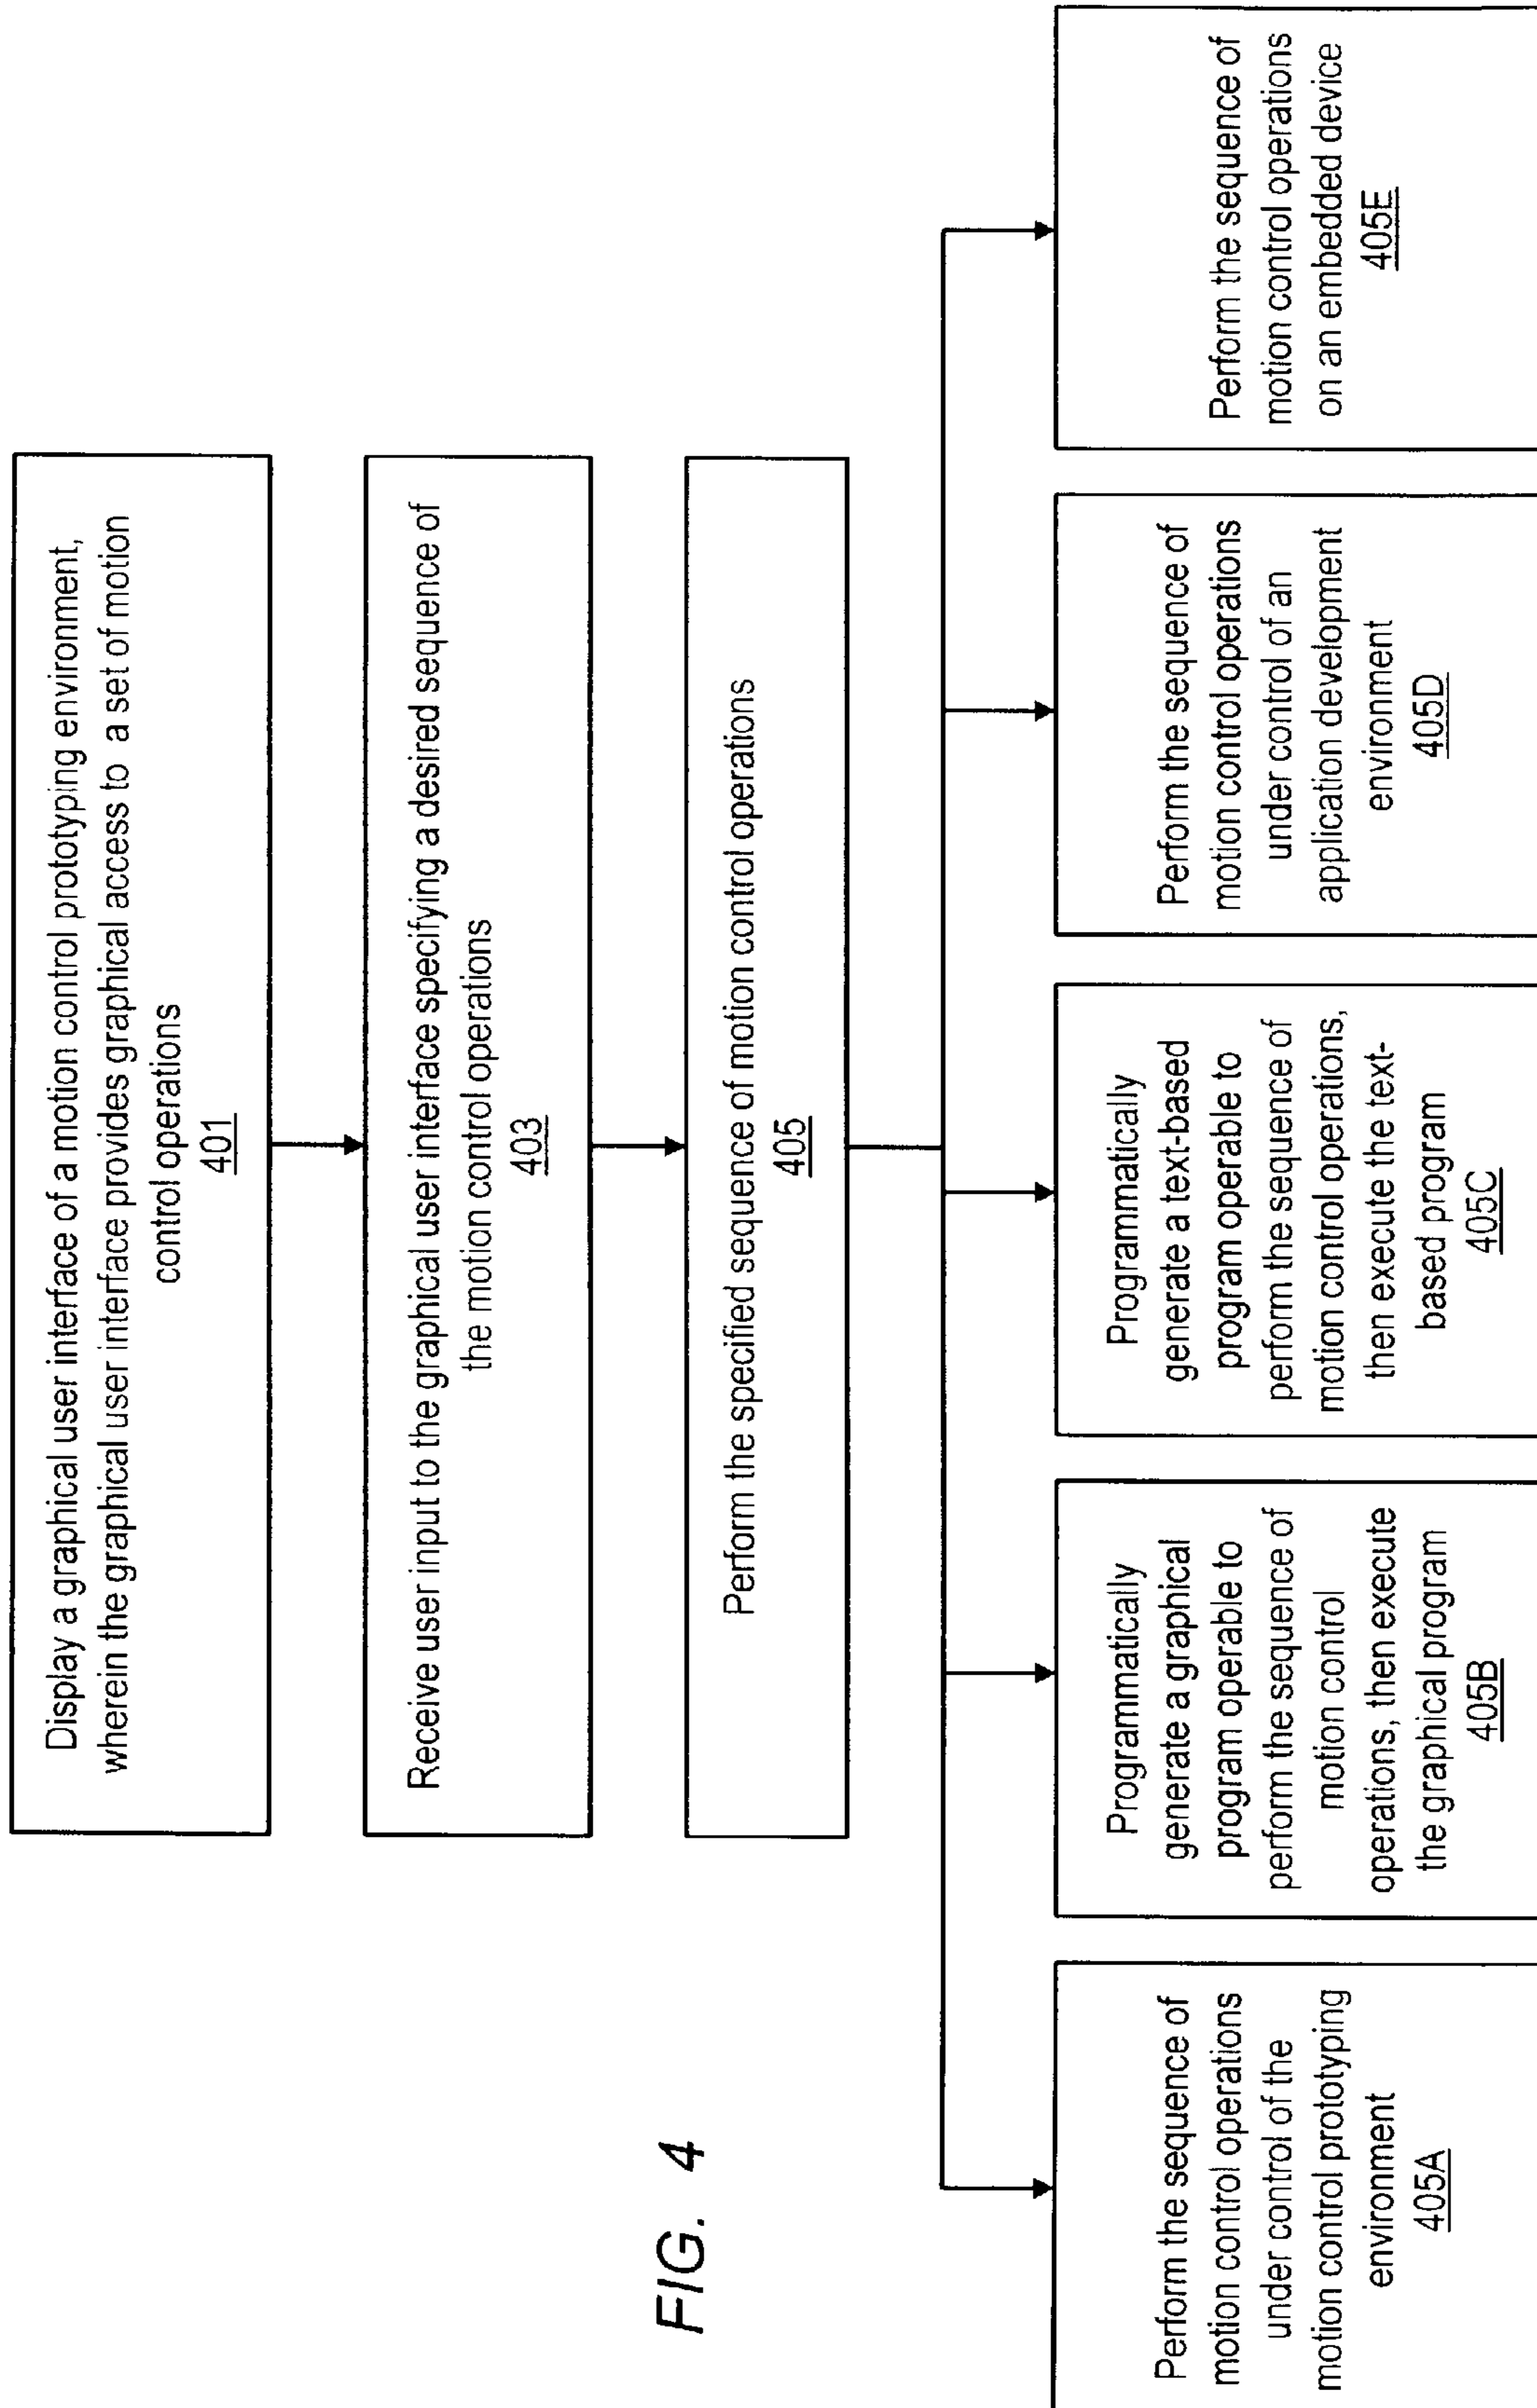 Display a graphical user interface of a motion control prototyping environment,
wherein the graphical user interface provides graphical access to a set of motion
control operations
401
Receive user input to the graphical user interface specifying a desired sequence of
the motion control operations
403
Perform the specified sequence of motion control operations
405
Perform the sequence of
motion control operations
under control of the
motion control prototyping
environment
405A
Programmatically
generate a graphical
program operable to
perform the sequence of
motion control
operations, then execute
the graphical program
405B
Programmatically
generate a text-based
program operable to
perform the sequence of
motion control operations,
then execute the text-
based program
405C
Perform the sequence of
motion control operations
under control of an
application development
environment
405D
Perform the sequence of
motion control operations
on an embedded device
405E
FIG. 4